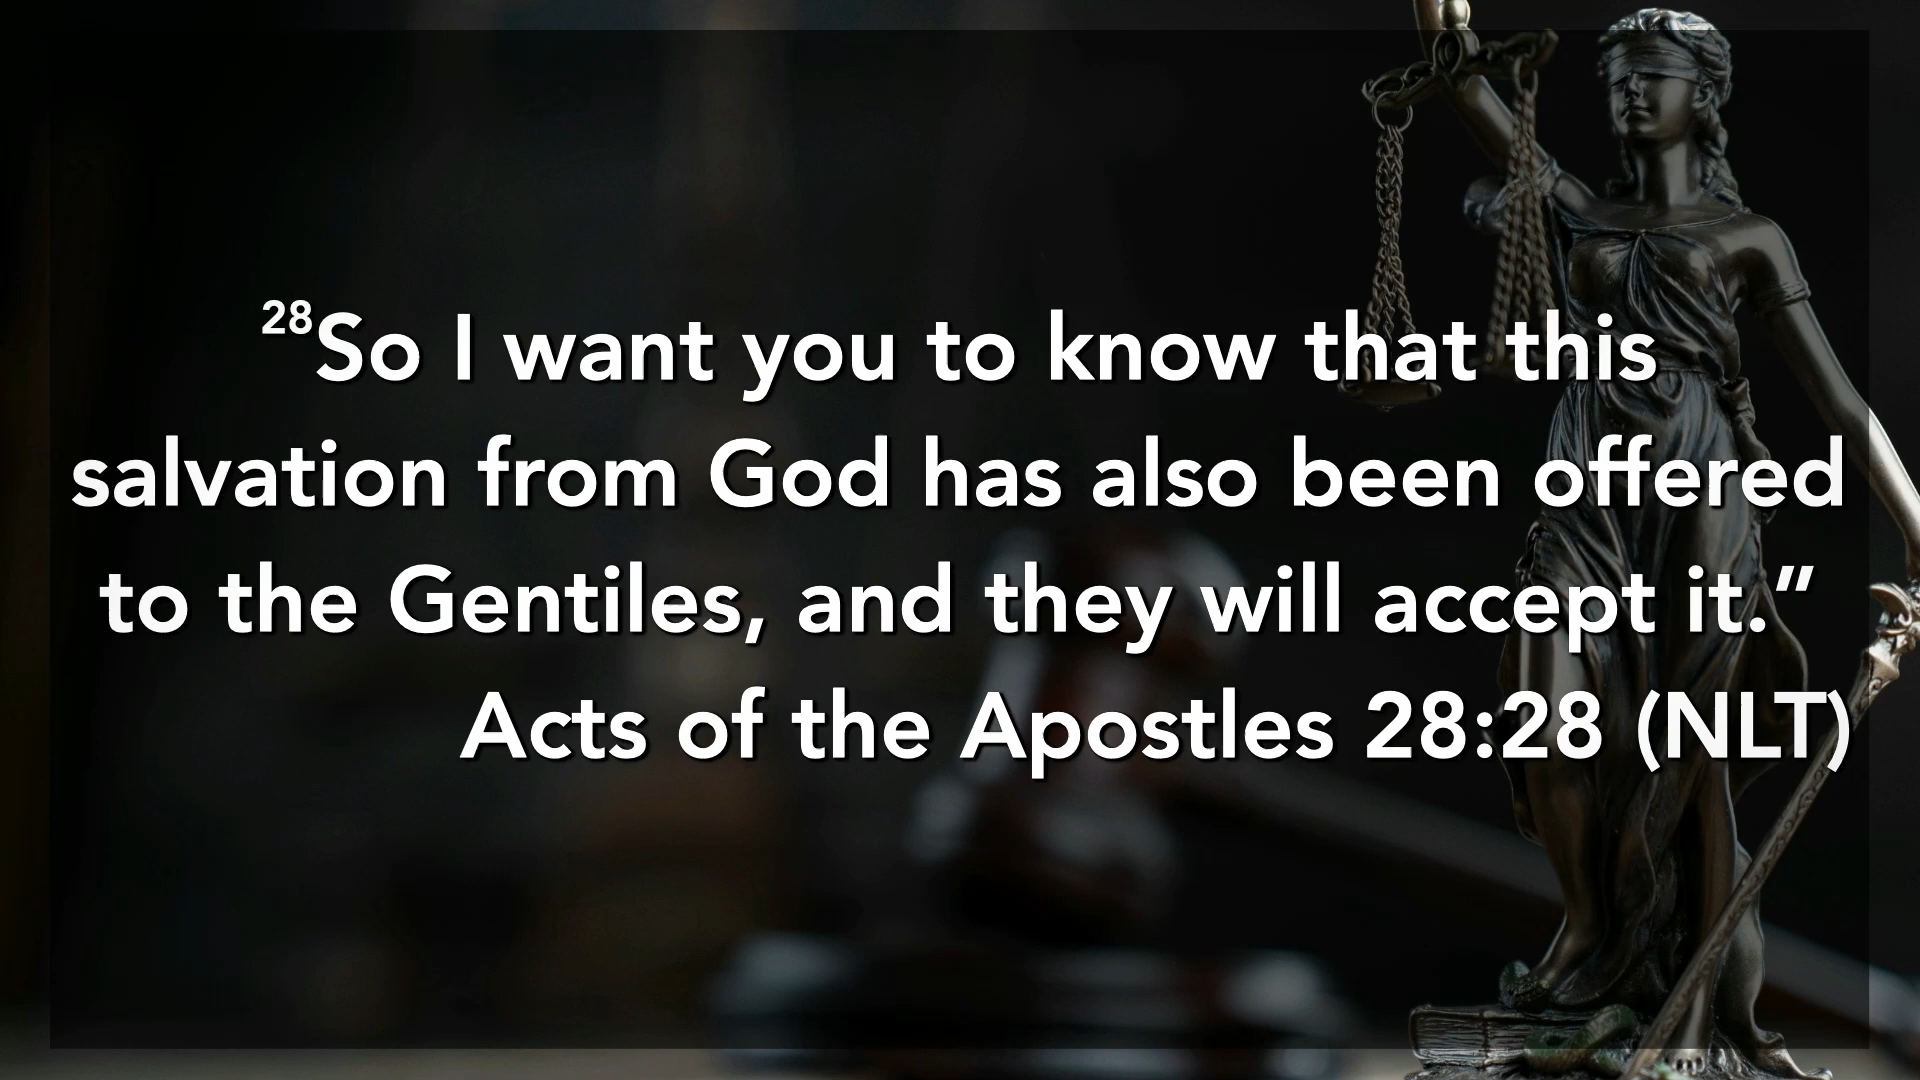 ²⁸So I want you to know that this
salvation from God has also been offered
to the Gentiles, and they will accept it.”
Acts of the Apostles 28:28 (NLT)